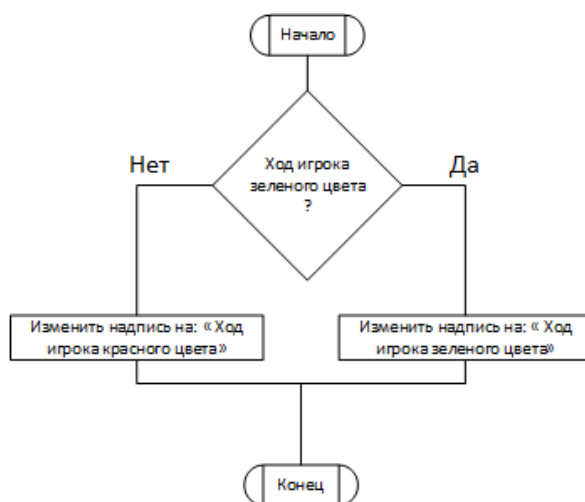 Начало
Ход игрока
зеленого цвета
?
Нет
Да
Изменить надпись на: « Ход
игрока красного цвета»
Изменить надпись на: « Ход
игрока зеленого цвета»
Конец